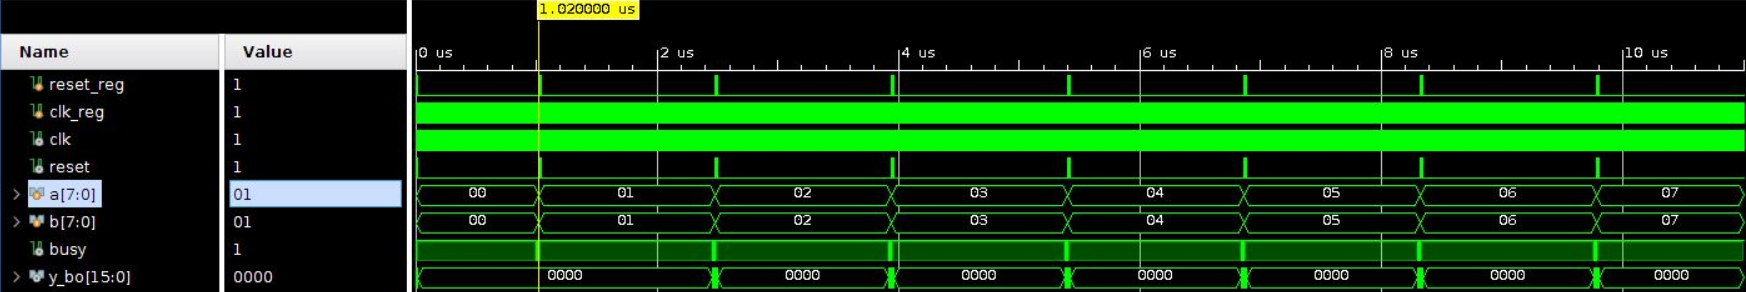 1.020000 us
Name Value 0 us 2 us 4 us 6 us 8 us 10 us
reset_reg 1
clk_reg 1
clk 1
reset 1
a[7:0] 01 00 01 02 03 04 05 06 07
b[7:0] 01 00 01 02 03 04 05 06 07
busy 1
y_bo[15:0] 0000 0000 0000 0000 0000 0000 0000 0000